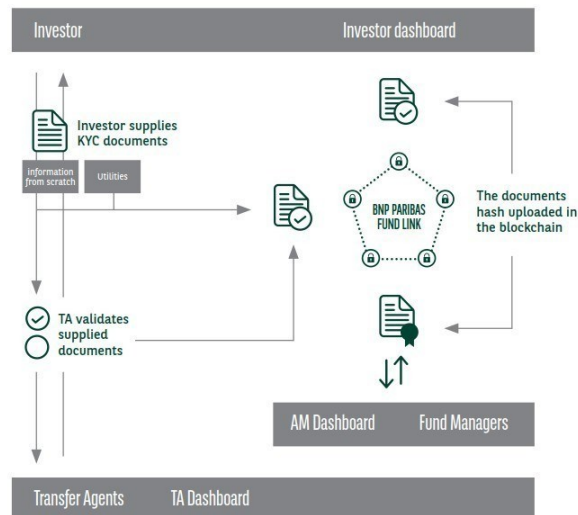 Investor
Investor dashboard
Investor supplies
KYC documents
information
from scratch
Utilities
BNP PARIBAS
FUND LINK
The documents
hash uploaded in
the blockchain
TA validates
supplied
documents
AM Dashboard
Fund Managers
Transfer Agents
TA Dashboard